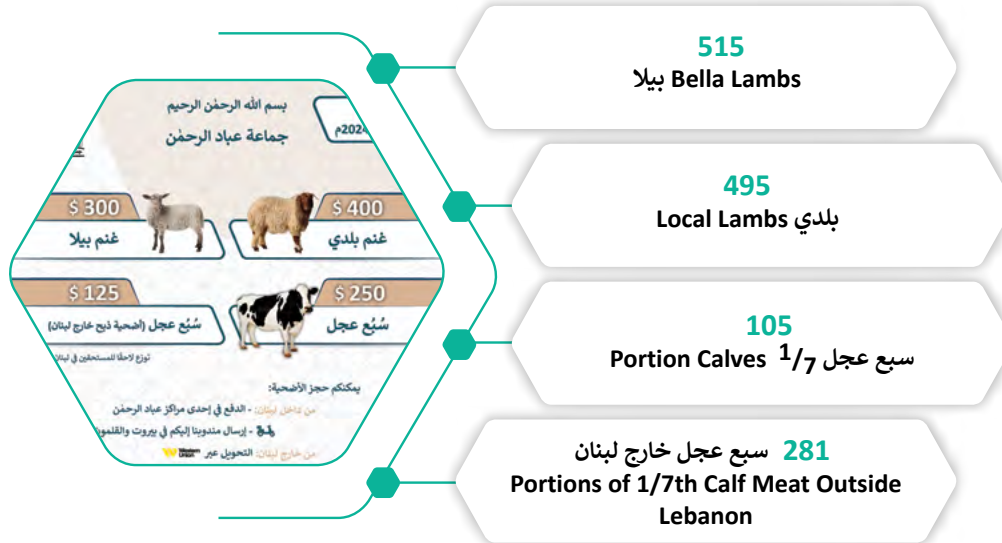 515
Bella Lambs بيلا
495
Local Lambs بلدي
105
Portion Calves 1/7 سبع عجل
281 سبع عجل خارج لبنان
Portions of 1/7th Calf Meat Outside
Lebanon
بسم الله الرحمن الرحيم
جماعة عباد الرحمن
2024م
$ 400
غنم بلدي
$ 300
غنم بيلا
$ 250
سُبُع عجل
$ 125
سُبُع عجل (أضحية ذبح خارج لبنان)
توزع لاحقًا للمستحقين في لبنان
يمكنكم حجز الأضحية:
من داخل لبنان: - الدفع في إحدى مراكز عباد الرحمن
- إرسال مندوبنا إليكم في بيروت والقلمون
من خارج لبنان: التحويل عبر Western Union